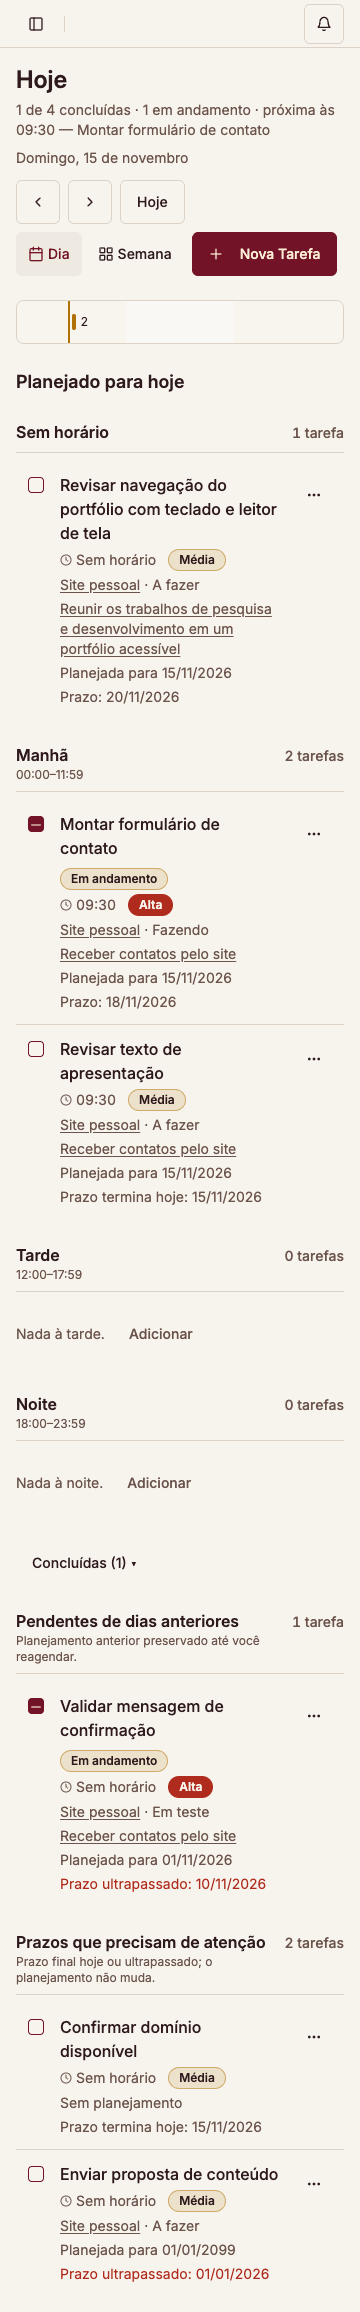 Hoje
1 de 4 concluídas · 1 em andamento · próxima às
09:30 — Montar formulário de contato
Domingo, 15 de novembro
Hoje
Dia
Semana
Nova Tarefa
2
Planejado para hoje
Sem horário
1 tarefa
Revisar navegação do
portfólio com teclado e leitor
de tela
Sem horário
Média
Site pessoal · A fazer
Reunir os trabalhos de pesquisa
e desenvolvimento em um
portfólio acessível
Planejada para 15/11/2026
Prazo: 20/11/2026
Manhã
2 tarefas
00:00–11:59
Montar formulário de
contato
Em andamento
09:30
Alta
Site pessoal · Fazendo
Receber contatos pelo site
Planejada para 15/11/2026
Prazo: 18/11/2026
Revisar texto de
apresentação
09:30
Média
Site pessoal · A fazer
Receber contatos pelo site
Planejada para 15/11/2026
Prazo termina hoje: 15/11/2026
Tarde
0 tarefas
12:00–17:59
Nada à tarde.
Adicionar
Noite
0 tarefas
18:00–23:59
Nada à noite.
Adicionar
Concluídas (1)
Pendentes de dias anteriores
1 tarefa
Planejamento anterior preservado até você
reagendar.
Validar mensagem de
confirmação
Em andamento
Sem horário
Alta
Site pessoal · Em teste
Receber contatos pelo site
Planejada para 01/11/2026
Prazo ultrapassado: 10/11/2026
Prazos que precisam de atenção
2 tarefas
Prazo final hoje ou ultrapassado; o
planejamento não muda.
Confirmar domínio
disponível
Sem horário
Média
Sem planejamento
Prazo termina hoje: 15/11/2026
Enviar proposta de conteúdo
Sem horário
Média
Site pessoal · A fazer
Planejada para 01/01/2099
Prazo ultrapassado: 01/01/2026